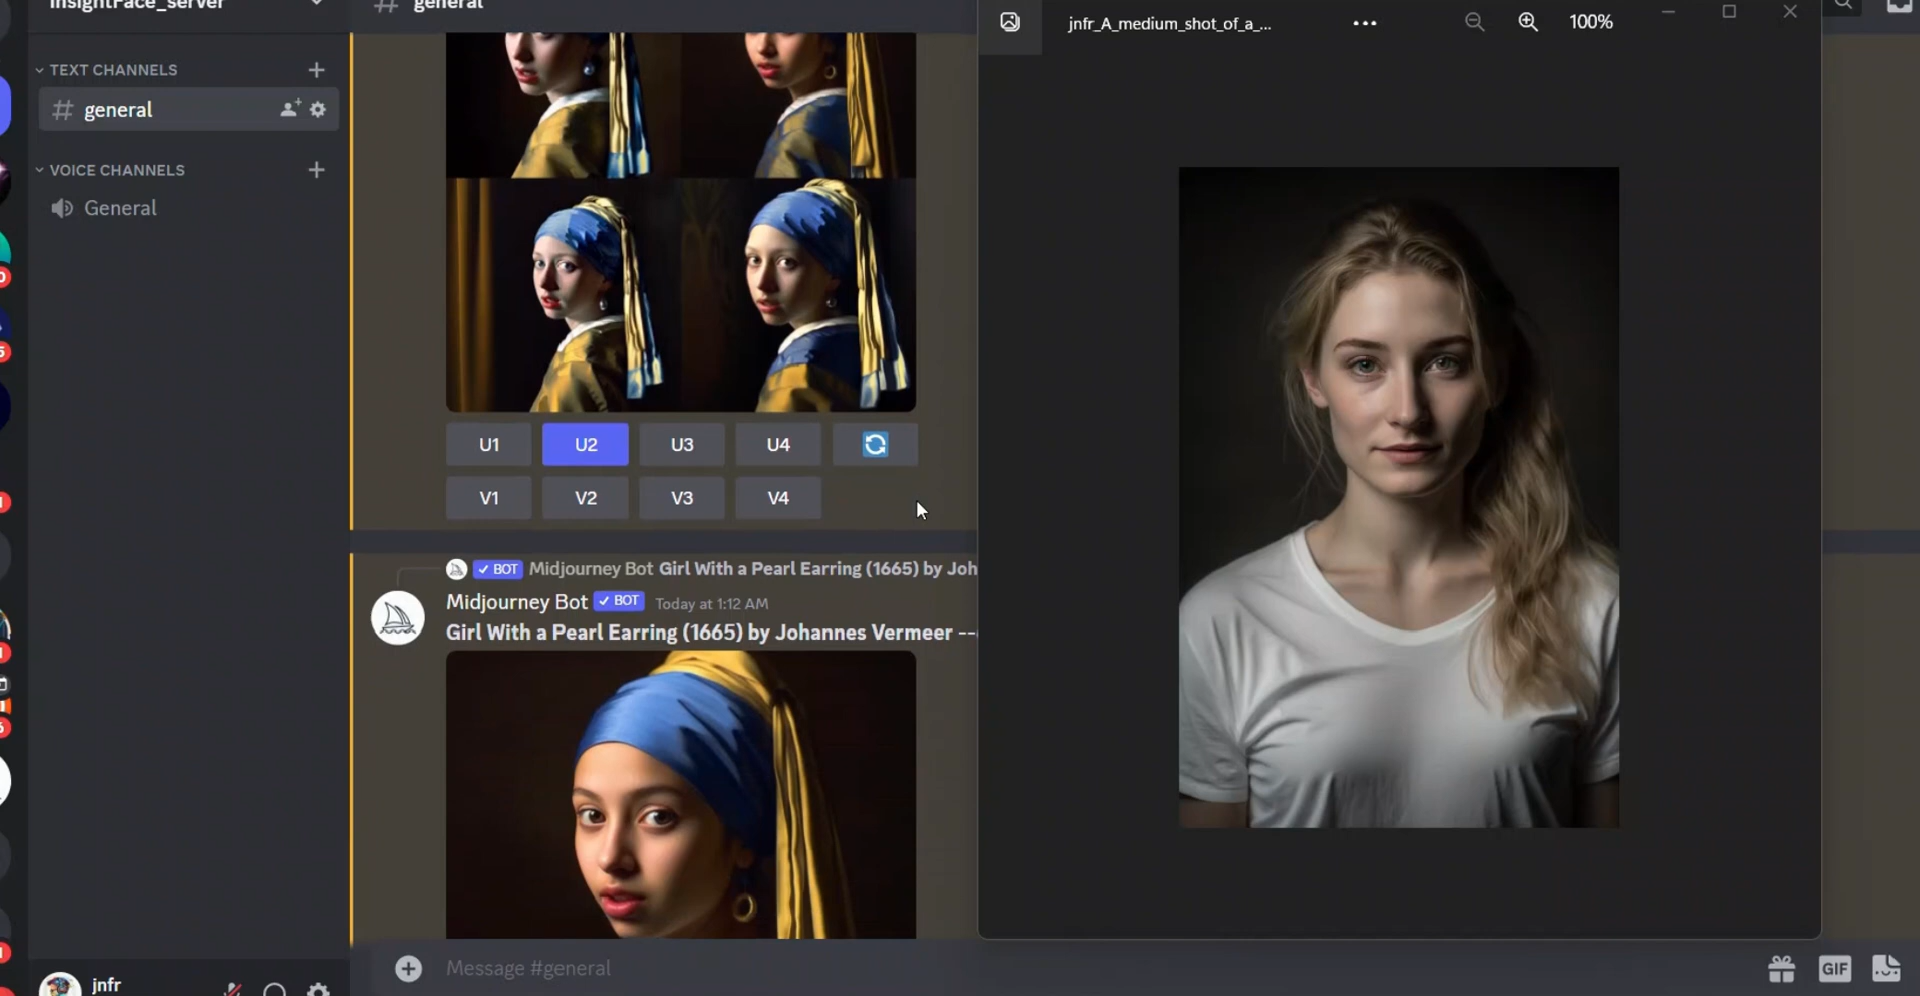 InsightFace_server
general
TEXT CHANNELS
general
VOICE CHANNELS
General
U1 U2 U3 U4
V1 V2 V3 V4
BOT Midjourney Bot Girl With a Pearl Earring (1665) by Joh
Midjourney Bot BOT Today at 1:12 AM
Girl With a Pearl Earring (1665) by Johannes Vermeer --
Message #general
GIF
jnfr
jnfr_A_medium_shot_of_a_...
100%